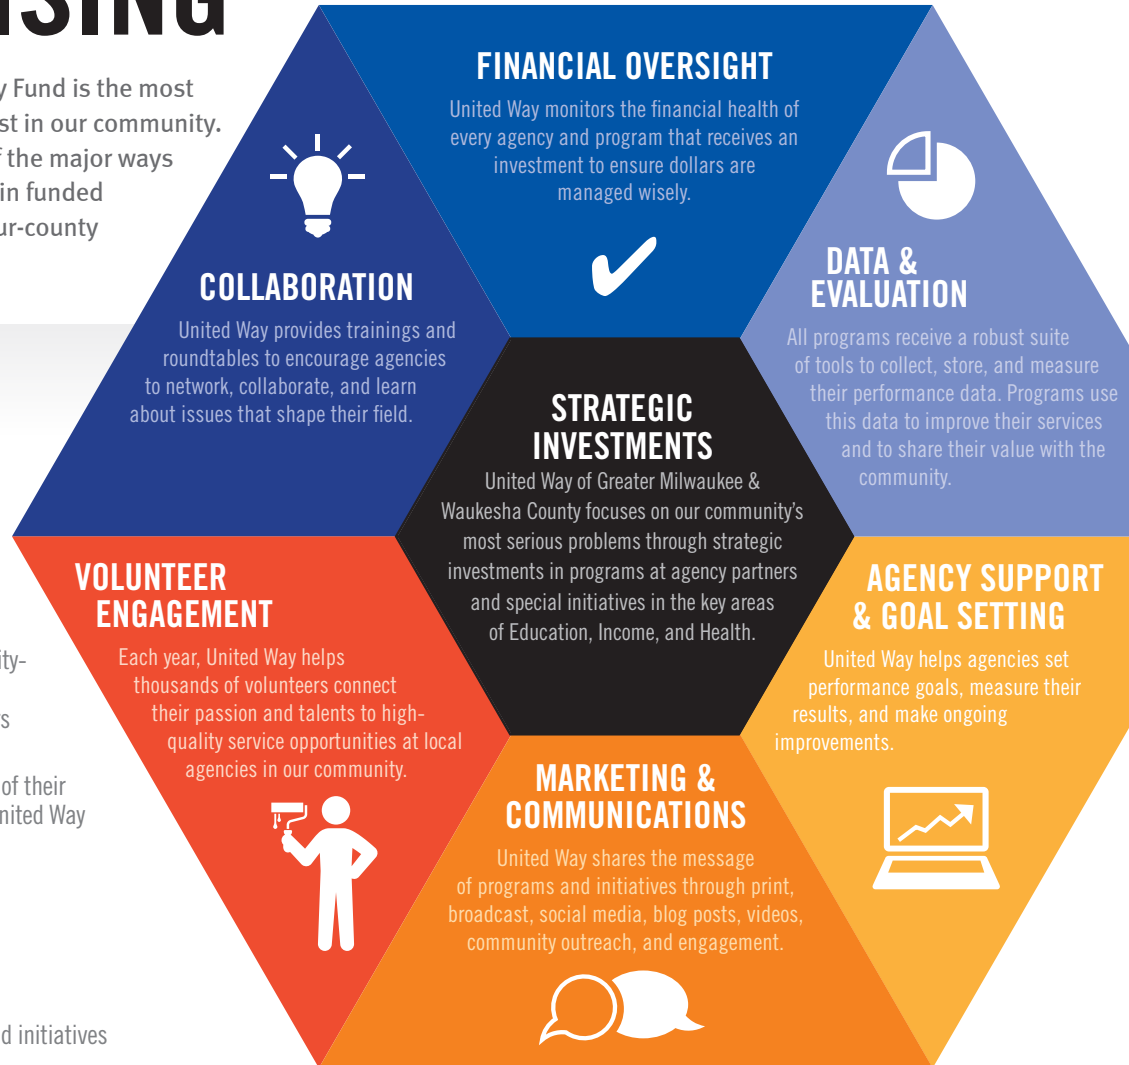 ISING
y Fund is the most
st in our community.
f the major ways
in funded
ur-county
FINANCIAL OVERSIGHT
United Way monitors the financial health of
every agency and program that receives an
investment to ensure dollars are
managed wisely.
COLLABORATION
United Way provides trainings and
roundtables to encourage agencies
to network, collaborate, and learn
about issues that shape their field.
DATA &
EVALUATION
All programs receive a robust suite
of tools to collect, store, and measure
their performance data. Programs use
this data to improve their services
and to share their value with the
community.
STRATEGIC
INVESTMENTS
United Way of Greater Milwaukee &
Waukesha County focuses on our community's
most serious problems through strategic
investments in programs at agency partners
and special initiatives in the key areas
of Education, Income, and Health.
VOLUNTEER
ENGAGEMENT
Each year, United Way helps
thousands of volunteers connect
their passion and talents to high-
quality service opportunities at local
agencies in our community.
AGENCY SUPPORT
& GOAL SETTING
United Way helps agencies set
performance goals, measure their
results, and make ongoing
improvements.
MARKETING &
COMMUNICATIONS
United Way shares the message
of programs and initiatives through print,
broadcast, social media, blog posts, videos,
community outreach, and engagement.
ity-
s
of their
nited Way
d initiatives